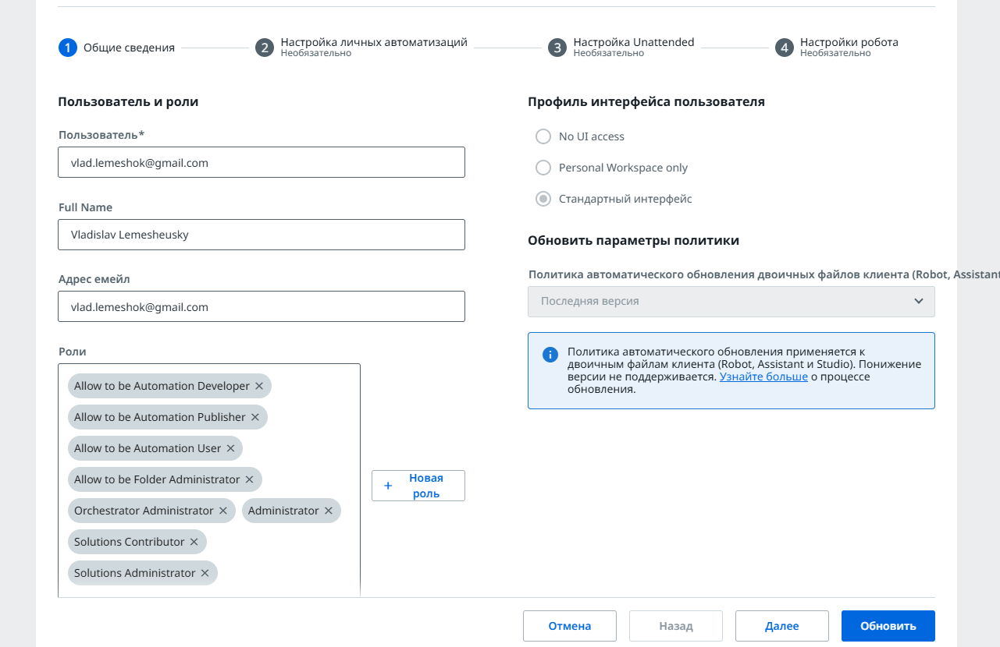 1 Общие сведения
2 Настройка личных автоматизаций
Необязательно
3 Настройка Unattended
Необязательно
4 Настройки робота
Необязательно
Пользователь и роли
Пользователь*
vlad.lemeshok@gmail.com
Full Name
Vladislav Lemesheusky
Адрес емейл
vlad.lemeshok@gmail.com
Роли
Allow to be Automation Developer
Allow to be Automation Publisher
Allow to be Automation User
Allow to be Folder Administrator
Orchestrator Administrator Administrator
Solutions Contributor
Solutions Administrator
+ Новая
роль
Профиль интерфейса пользователя
No UI access
Personal Workspace only
Стандартный интерфейс
Обновить параметры политики
Политика автоматического обновления двоичных файлов клиента (Robot, Assistant
Последняя версия
Политика автоматического обновления применяется к
двоичным файлам клиента (Robot, Assistant и Studio). Понижение
версии не поддерживается. Узнайте больше о процессе
обновления.
Отмена Назад Далее Обновить